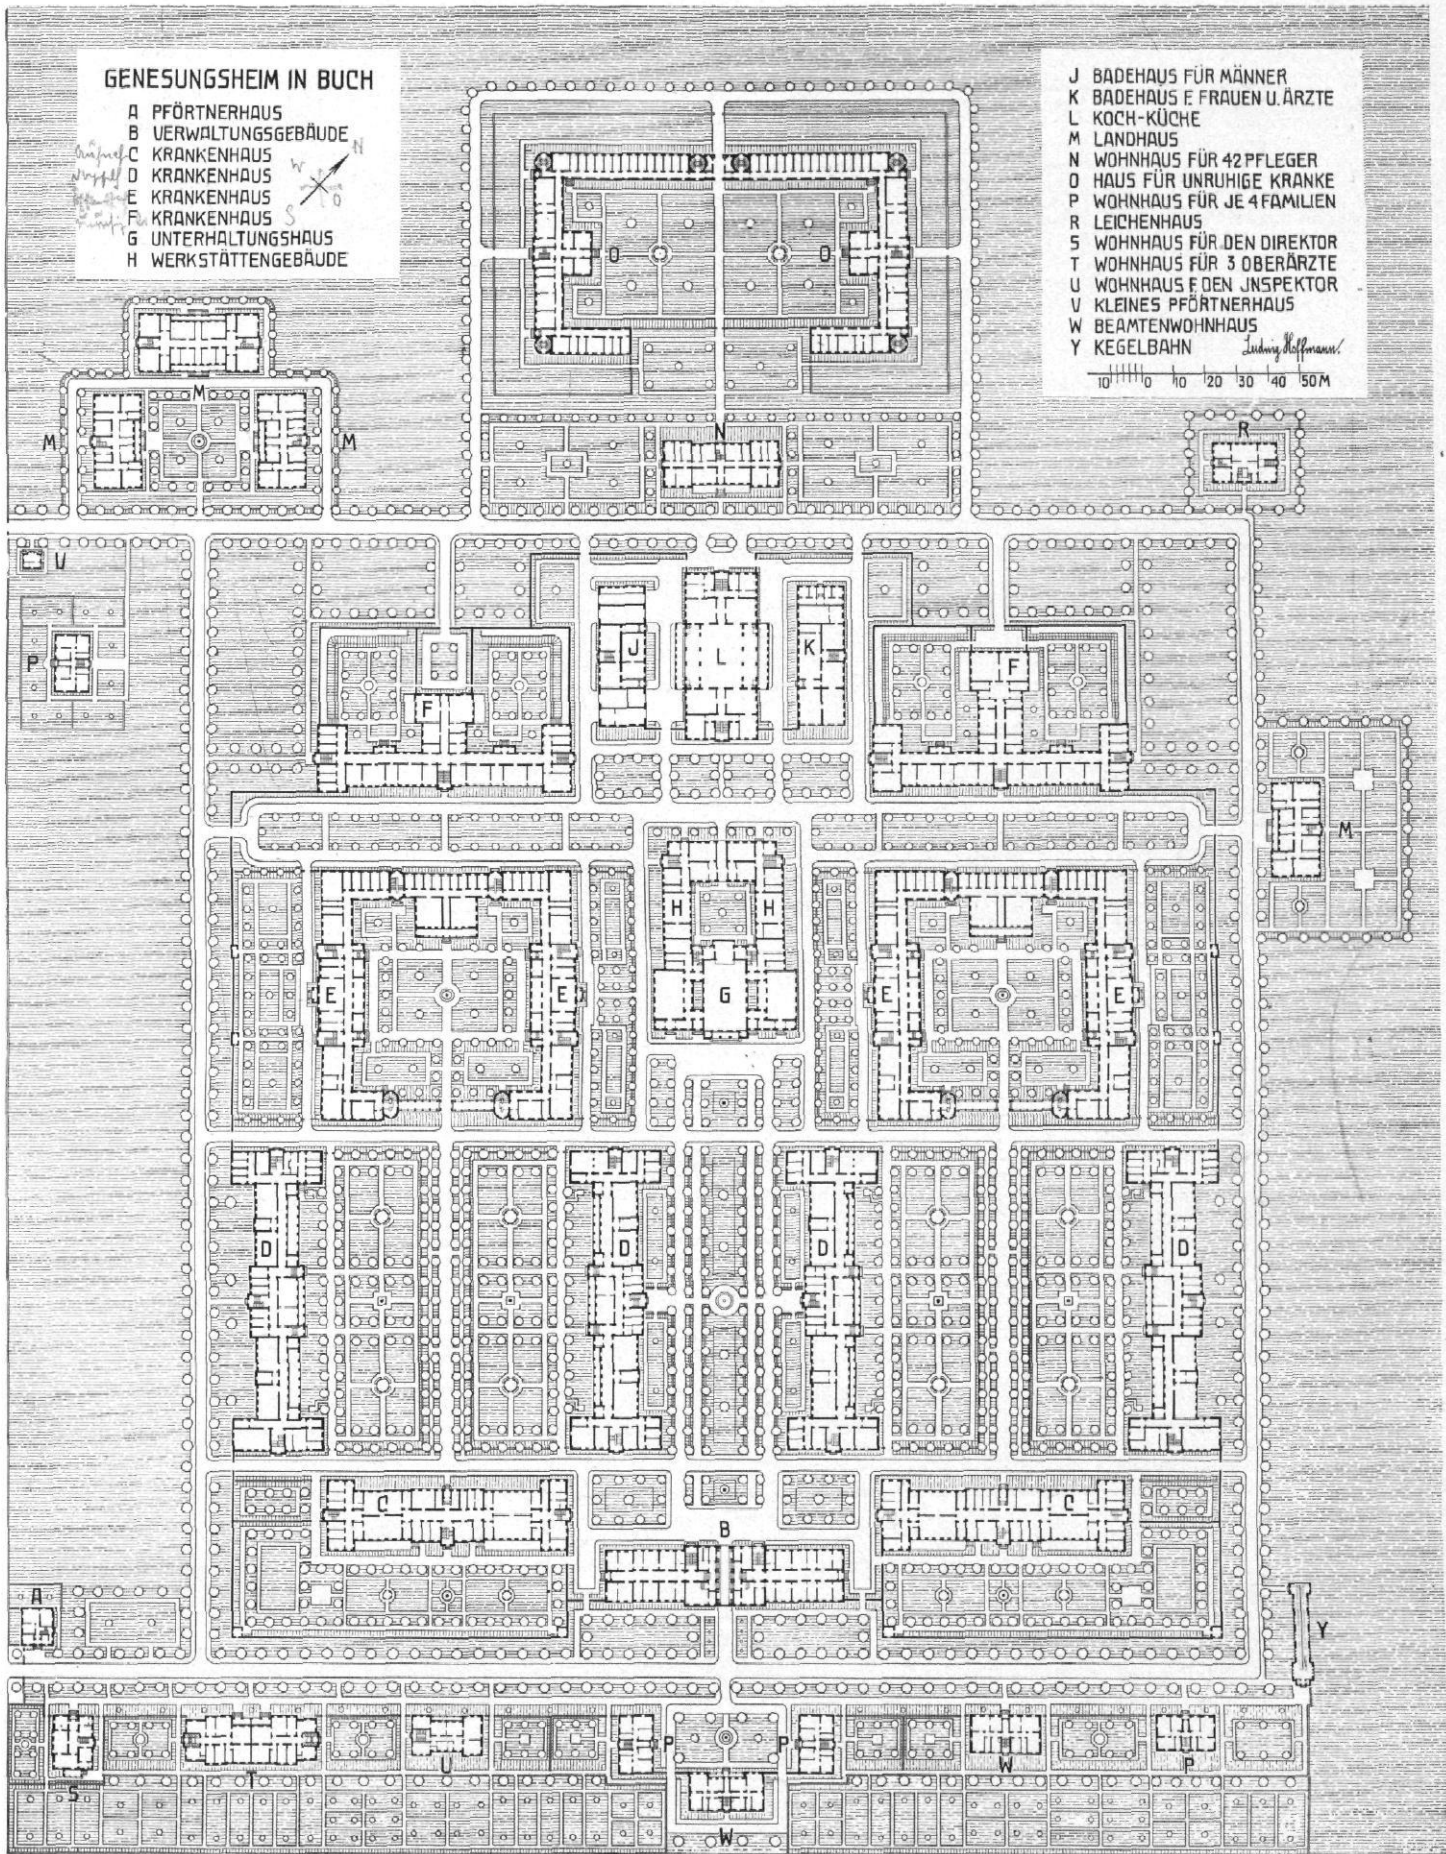 GENESUNGSHEIM IN BUCH
A PFÖRTNERHAUS
B VERWALTUNGSGEBÄUDE
C KRANKENHAUS
D KRANKENHAUS
E KRANKENHAUS
F KRANKENHAUS
G UNTERHALTUNGSHAUS
H WERKSTÄTTENGEBÄUDE
N
W
S
O
J BADEHAUS FÜR MÄNNER
K BADEHAUS F. FRAUEN U. ÄRZTE
L KOCH-KÜCHE
M LANDHAUS
N WOHNHAUS FÜR 42 PFLEGER
O HAUS FÜR UNRUHIGE KRANKE
P WOHNHAUS FÜR JE 4 FAMILIEN
R LEICHENHAUS
S WOHNHAUS FÜR DEN DIREKTOR
T WOHNHAUS FÜR 3 OBERÄRZTE
U WOHNHAUS F. DEN JNSPEKTOR
V KLEINES PFÖRTNERHAUS
W BEAMTENWOHNHAUS
Y KEGELBAHN Ludwig Hoffmann.
10 0 10 20 30 40 50 M
O O
M
M M
N
R
V
P
J L K
F F
M
H H
E E G E E
D D D D
C C
B
A
Y
P P
S T U W P
W